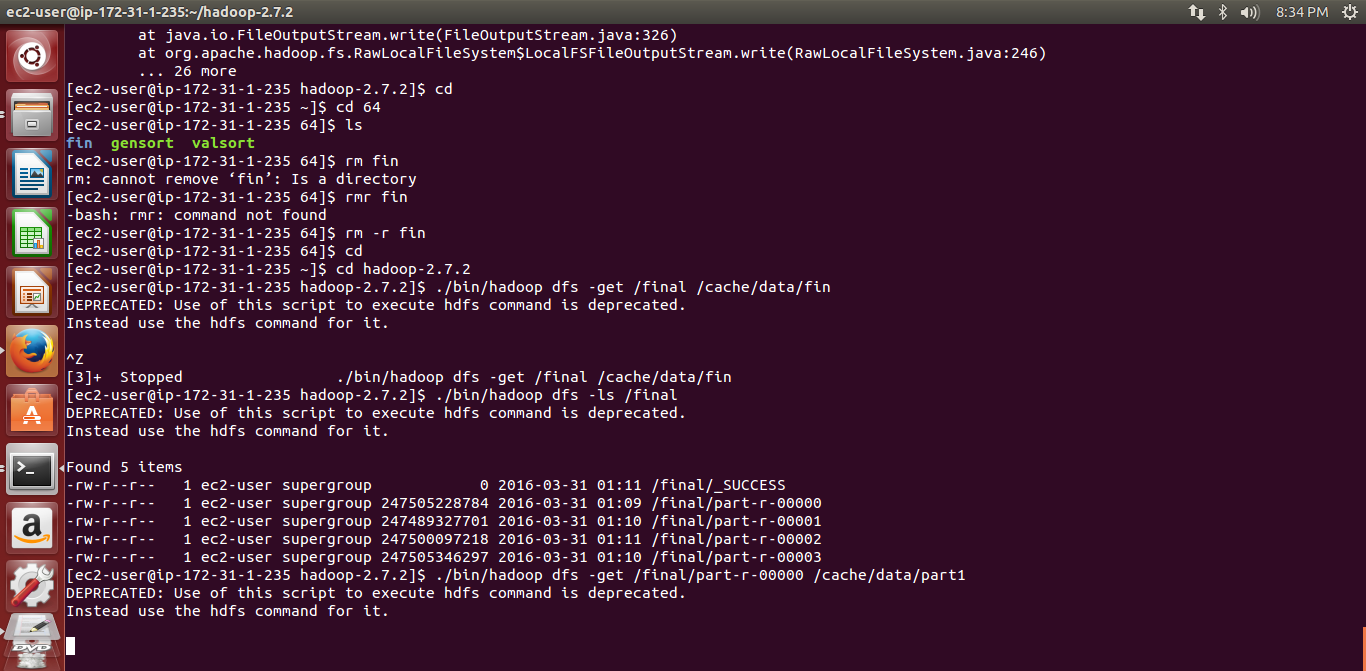 ec2-user@ip-172-31-1-235:~/hadoop-2.7.2
8:34 PM
        at java.io.FileOutputStream.write(FileOutputStream.java:326)
        at org.apache.hadoop.fs.RawLocalFileSystem$LocalFSFileOutputStream.write(RawLocalFileSystem.java:246)
        ... 26 more
[ec2-user@ip-172-31-1-235 hadoop-2.7.2]$ cd
[ec2-user@ip-172-31-1-235 ~]$ cd 64
[ec2-user@ip-172-31-1-235 64]$ ls
fin  gensort  valsort
[ec2-user@ip-172-31-1-235 64]$ rm fin
rm: cannot remove ‘fin’: Is a directory
[ec2-user@ip-172-31-1-235 64]$ rmr fin
-bash: rmr: command not found
[ec2-user@ip-172-31-1-235 64]$ rm -r fin
[ec2-user@ip-172-31-1-235 64]$ cd
[ec2-user@ip-172-31-1-235 ~]$ cd hadoop-2.7.2
[ec2-user@ip-172-31-1-235 hadoop-2.7.2]$ ./bin/hadoop dfs -get /final /cache/data/fin
DEPRECATED: Use of this script to execute hdfs command is deprecated.
Instead use the hdfs command for it.
^Z
[3]+  Stopped                 ./bin/hadoop dfs -get /final /cache/data/fin
[ec2-user@ip-172-31-1-235 hadoop-2.7.2]$ ./bin/hadoop dfs -ls /final
DEPRECATED: Use of this script to execute hdfs command is deprecated.
Instead use the hdfs command for it.
Found 5 items
-rw-r--r--   1 ec2-user supergroup            0 2016-03-31 01:11 /final/_SUCCESS
-rw-r--r--   1 ec2-user supergroup 247505228784 2016-03-31 01:09 /final/part-r-00000
-rw-r--r--   1 ec2-user supergroup 247489327701 2016-03-31 01:10 /final/part-r-00001
-rw-r--r--   1 ec2-user supergroup 247500097218 2016-03-31 01:11 /final/part-r-00002
-rw-r--r--   1 ec2-user supergroup 247505346297 2016-03-31 01:10 /final/part-r-00003
[ec2-user@ip-172-31-1-235 hadoop-2.7.2]$ ./bin/hadoop dfs -get /final/part-r-00000 /cache/data/part1
DEPRECATED: Use of this script to execute hdfs command is deprecated.
Instead use the hdfs command for it.
DVD